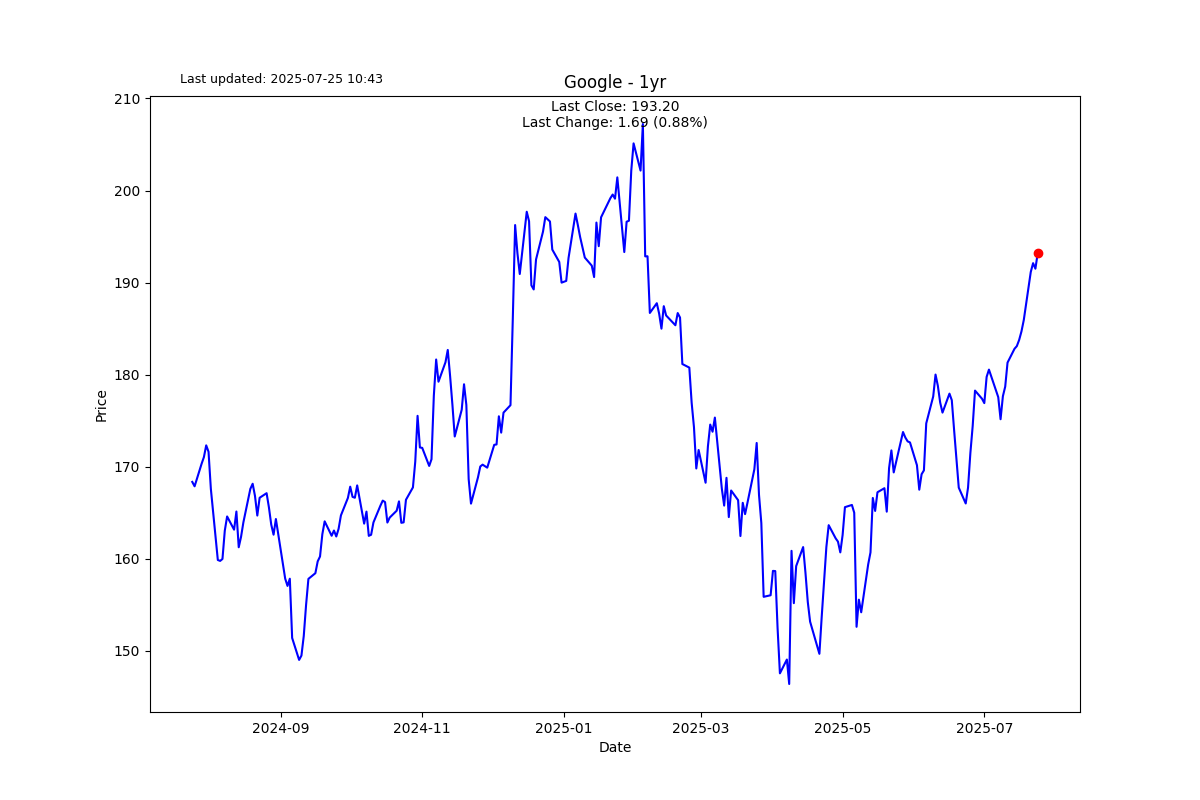 Last updated: 2025-07-25 10:43
Google - 1yr
Last Close: 193.20
Last Change: 1.69 (0.88%)
210
200
190
180
170
160
150
Price
2024-09
2024-11
2025-01
2025-03
2025-05
2025-07
Date